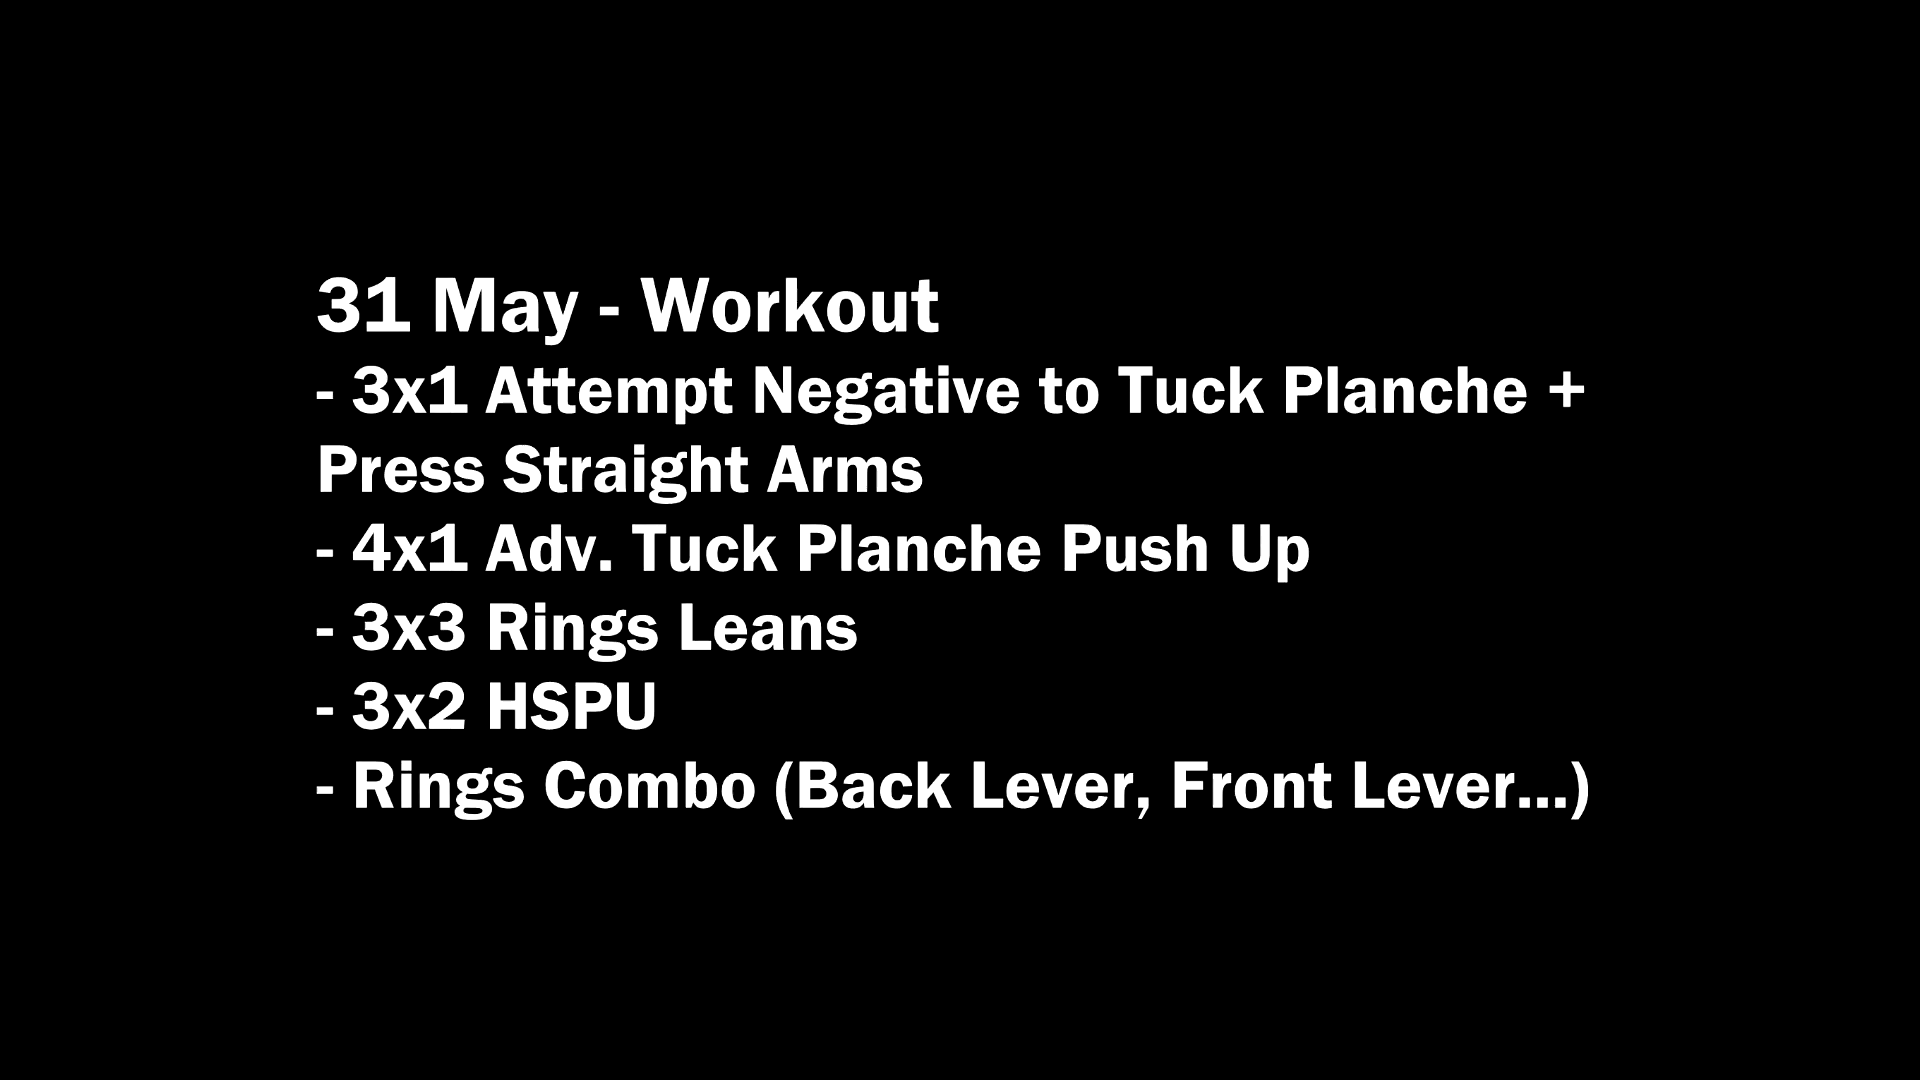 31 May - Workout
- 3x1 Attempt Negative to Tuck Planche +
Press Straight Arms
- 4x1 Adv. Tuck Planche Push Up
- 3x3 Rings Leans
- 3x2 HSPU
- Rings Combo (Back Lever, Front Lever...)